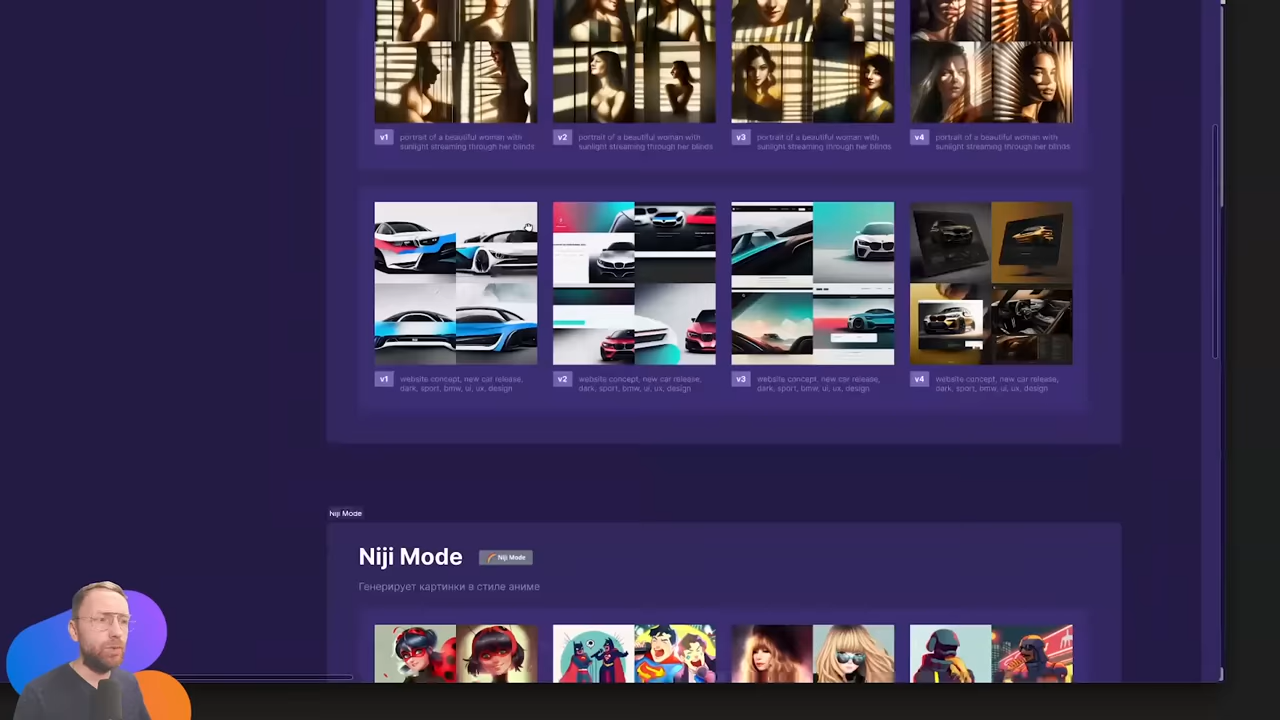 v1 portrait of a beautiful woman with
sunlight streaming through her blinds
v2 portrait of a beautiful woman with
sunlight streaming through her blinds
v3 portrait of a beautiful woman with
sunlight streaming through her blinds
v4 portrait of a beautiful woman with
sunlight streaming through her blinds
v1 website concept, new car release,
dark, sport, bmw, ui, ux, design
v2 website concept, new car release,
dark, sport, bmw, ui, ux, design
v3 website concept, new car release,
dark, sport, bmw, ui, ux, design
v4 website concept, new car release,
dark, sport, bmw, ui, ux, design
Niji Mode
Niji Mode Niji Mode
Генерирует картинки в стиле аниме